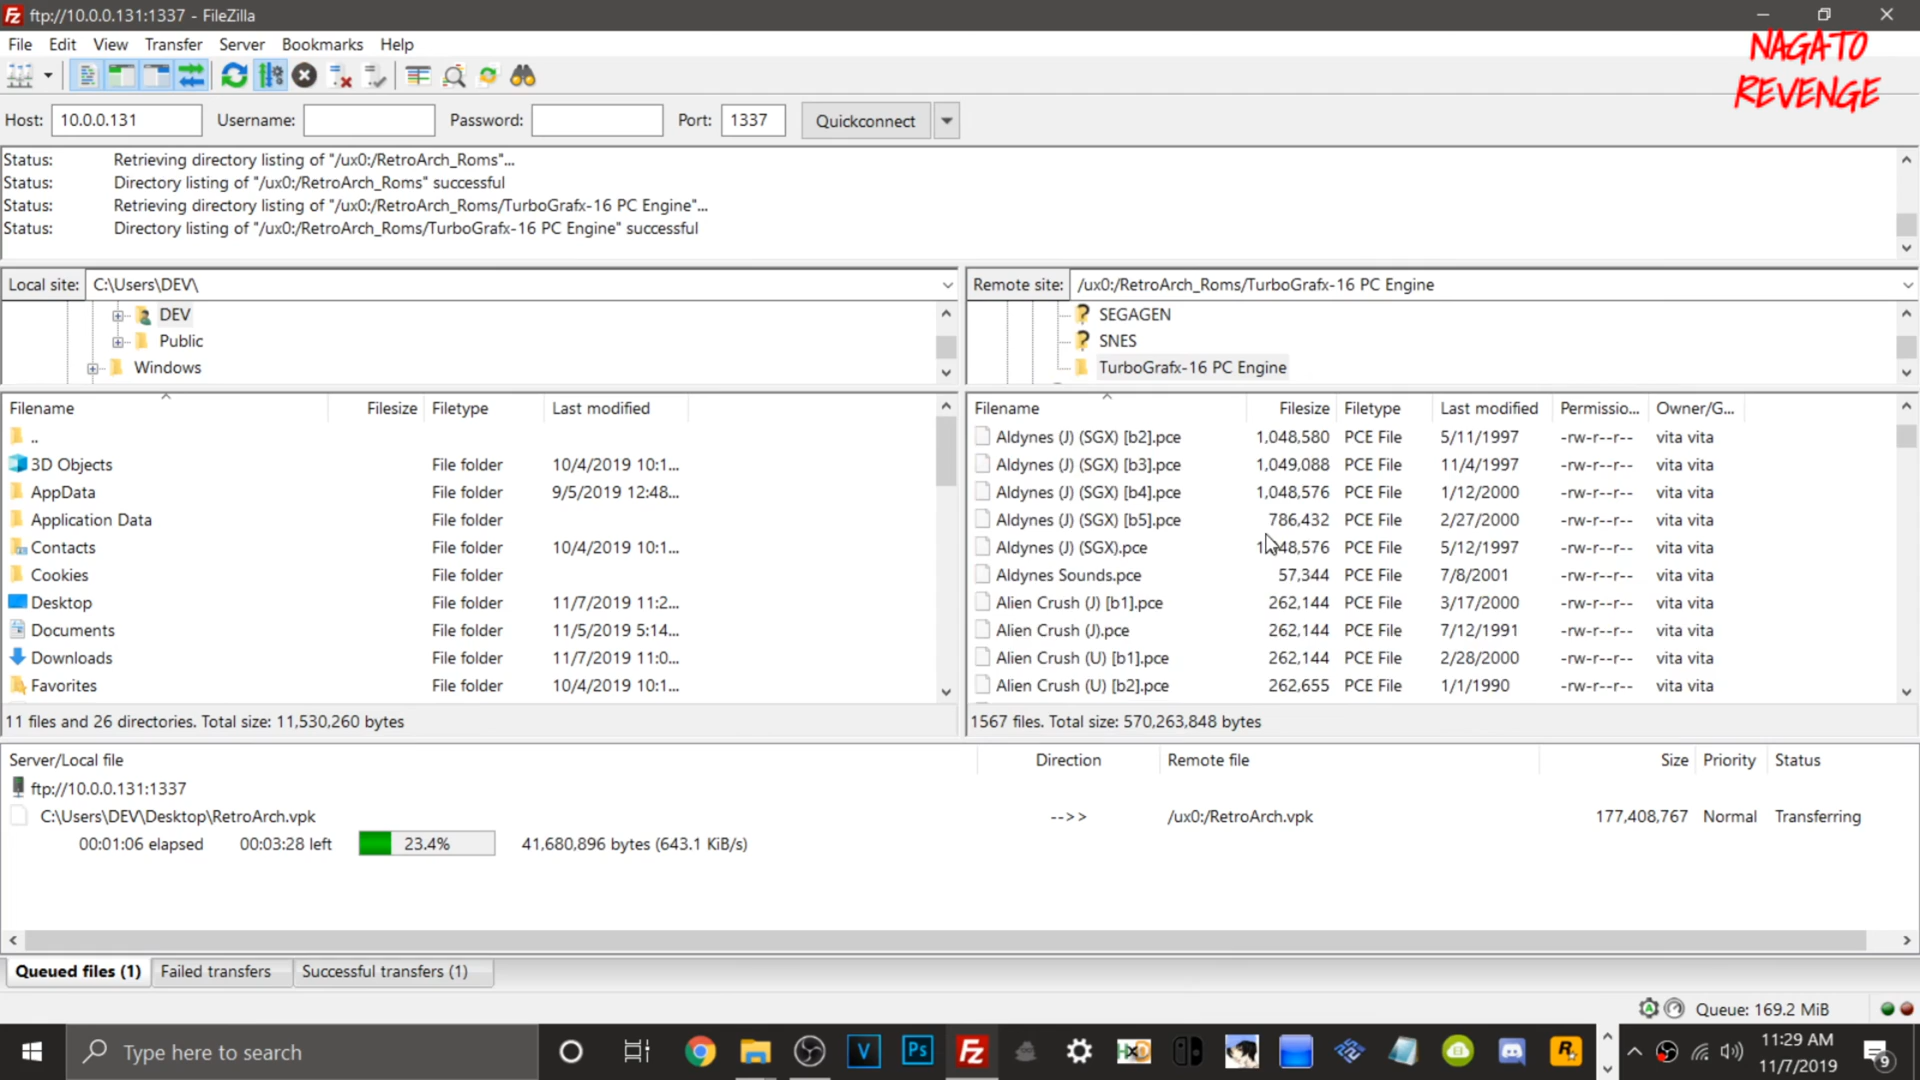 ftp://10.0.0.131:1337 - FileZilla
File Edit View Transfer Server Bookmarks Help
NAGATO
REVENGE
Host: 10.0.0.131 Username: Password: Port: 1337 Quickconnect
Status: Retrieving directory listing of "/ux0:/RetroArch_Roms"...
Status: Directory listing of "/ux0:/RetroArch_Roms" successful
Status: Retrieving directory listing of "/ux0:/RetroArch_Roms/TurboGrafx-16 PC Engine"...
Status: Directory listing of "/ux0:/RetroArch_Roms/TurboGrafx-16 PC Engine" successful
Local site: C:\Users\DEV\
DEV
Public
Windows
Filename Filesize Filetype Last modified
..
3D Objects File folder 10/4/2019 10:1...
AppData File folder 9/5/2019 12:48...
Application Data File folder
Contacts File folder 10/4/2019 10:1...
Cookies File folder
Desktop File folder 11/7/2019 11:2...
Documents File folder 11/5/2019 5:14...
Downloads File folder 11/7/2019 11:0...
Favorites File folder 10/4/2019 10:1...
11 files and 26 directories. Total size: 11,530,260 bytes
Remote site: /ux0:/RetroArch_Roms/TurboGrafx-16 PC Engine
SEGAGEN
SNES
TurboGrafx-16 PC Engine
Filename Filesize Filetype Last modified Permissio... Owner/G...
Aldynes (J) (SGX) [b2].pce 1,048,580 PCE File 5/11/1997 -rw-r--r-- vita vita
Aldynes (J) (SGX) [b3].pce 1,049,088 PCE File 11/4/1997 -rw-r--r-- vita vita
Aldynes (J) (SGX) [b4].pce 1,048,576 PCE File 1/12/2000 -rw-r--r-- vita vita
Aldynes (J) (SGX) [b5].pce 786,432 PCE File 2/27/2000 -rw-r--r-- vita vita
Aldynes (J) (SGX).pce 1,048,576 PCE File 5/12/1997 -rw-r--r-- vita vita
Aldynes Sounds.pce 57,344 PCE File 7/8/2001 -rw-r--r-- vita vita
Alien Crush (J) [b1].pce 262,144 PCE File 3/17/2000 -rw-r--r-- vita vita
Alien Crush (J).pce 262,144 PCE File 7/12/1991 -rw-r--r-- vita vita
Alien Crush (U) [b1].pce 262,144 PCE File 2/28/2000 -rw-r--r-- vita vita
Alien Crush (U) [b2].pce 262,655 PCE File 1/1/1990 -rw-r--r-- vita vita
1567 files. Total size: 570,263,848 bytes
Server/Local file Direction Remote file Size Priority Status
ftp://10.0.0.131:1337
C:\Users\DEV\Desktop\RetroArch.vpk -->> /ux0:/RetroArch.vpk 177,408,767 Normal Transferring
00:01:06 elapsed 00:03:28 left 23.4% 41,680,896 bytes (643.1 KiB/s)
Queued files (1) Failed transfers Successful transfers (1)
Queue: 169.2 MiB
Type here to search
11:29 AM
11/7/2019
9